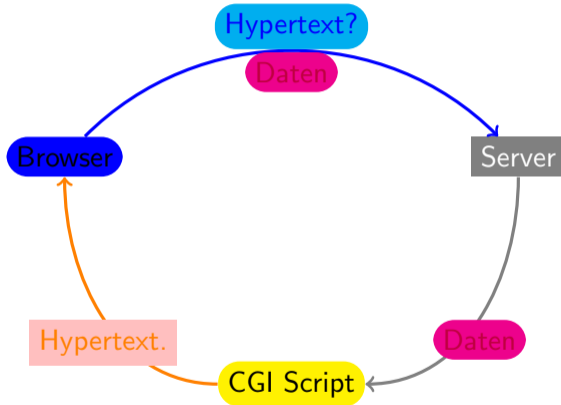 Hypertext?
Daten
Browser
Server
Hypertext.
Daten
CGI Script